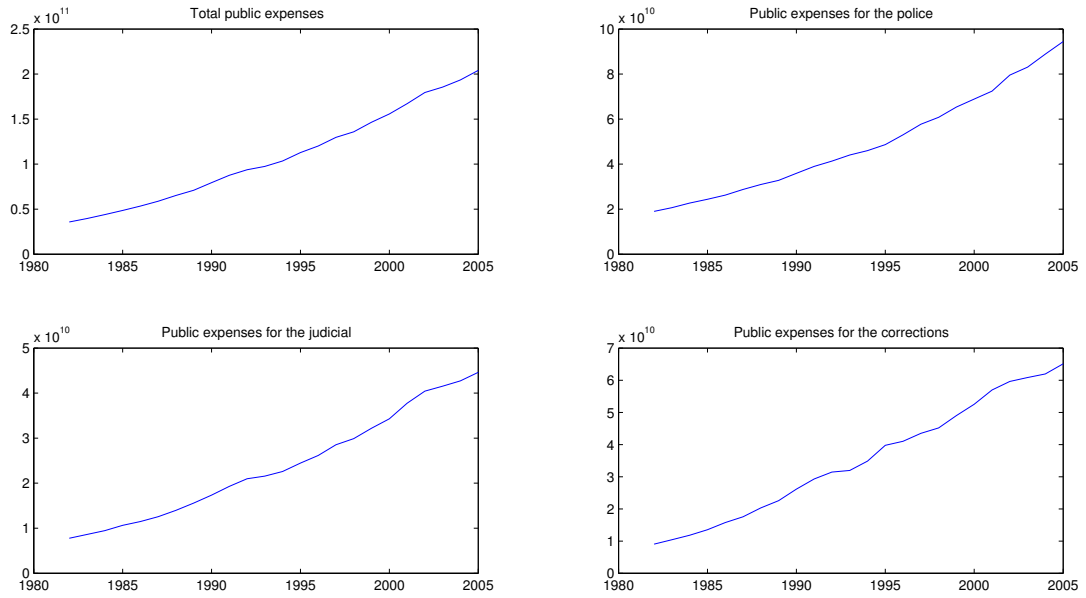 Total public expenses
x 10^11
2.5
2
1.5
1
0.5
0
1980 1985 1990 1995 2000 2005
Public expenses for the police
x 10^10
10
8
6
4
2
0
1980 1985 1990 1995 2000 2005
Public expenses for the judicial
x 10^10
5
4
3
2
1
0
1980 1985 1990 1995 2000 2005
Public expenses for the corrections
x 10^10
7
6
5
4
3
2
1
0
1980 1985 1990 1995 2000 2005